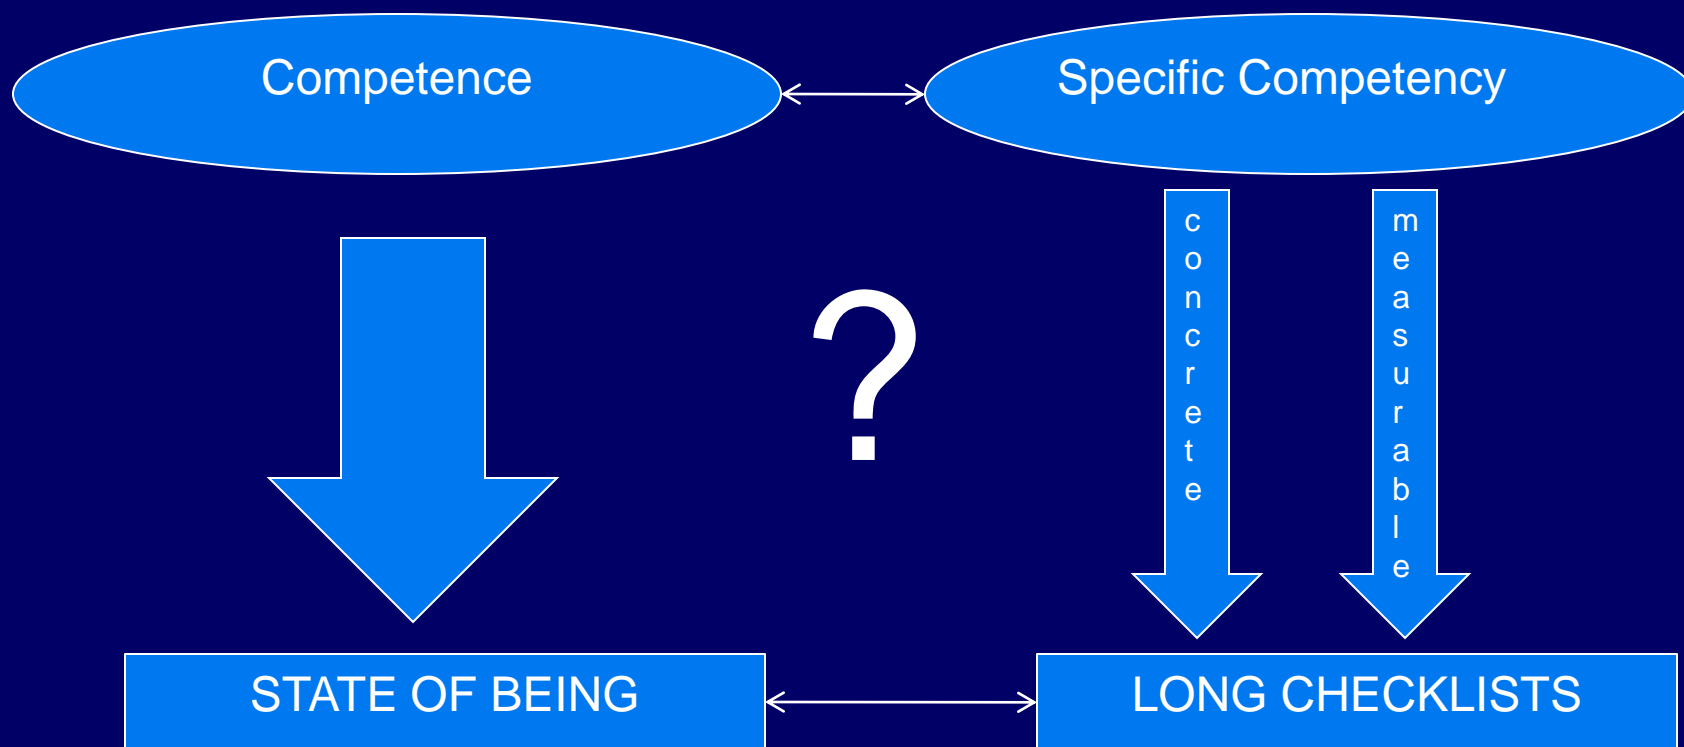 Competence
Specific Competency
concrete
measurable
?
STATE OF BEING
LONG CHECKLISTS